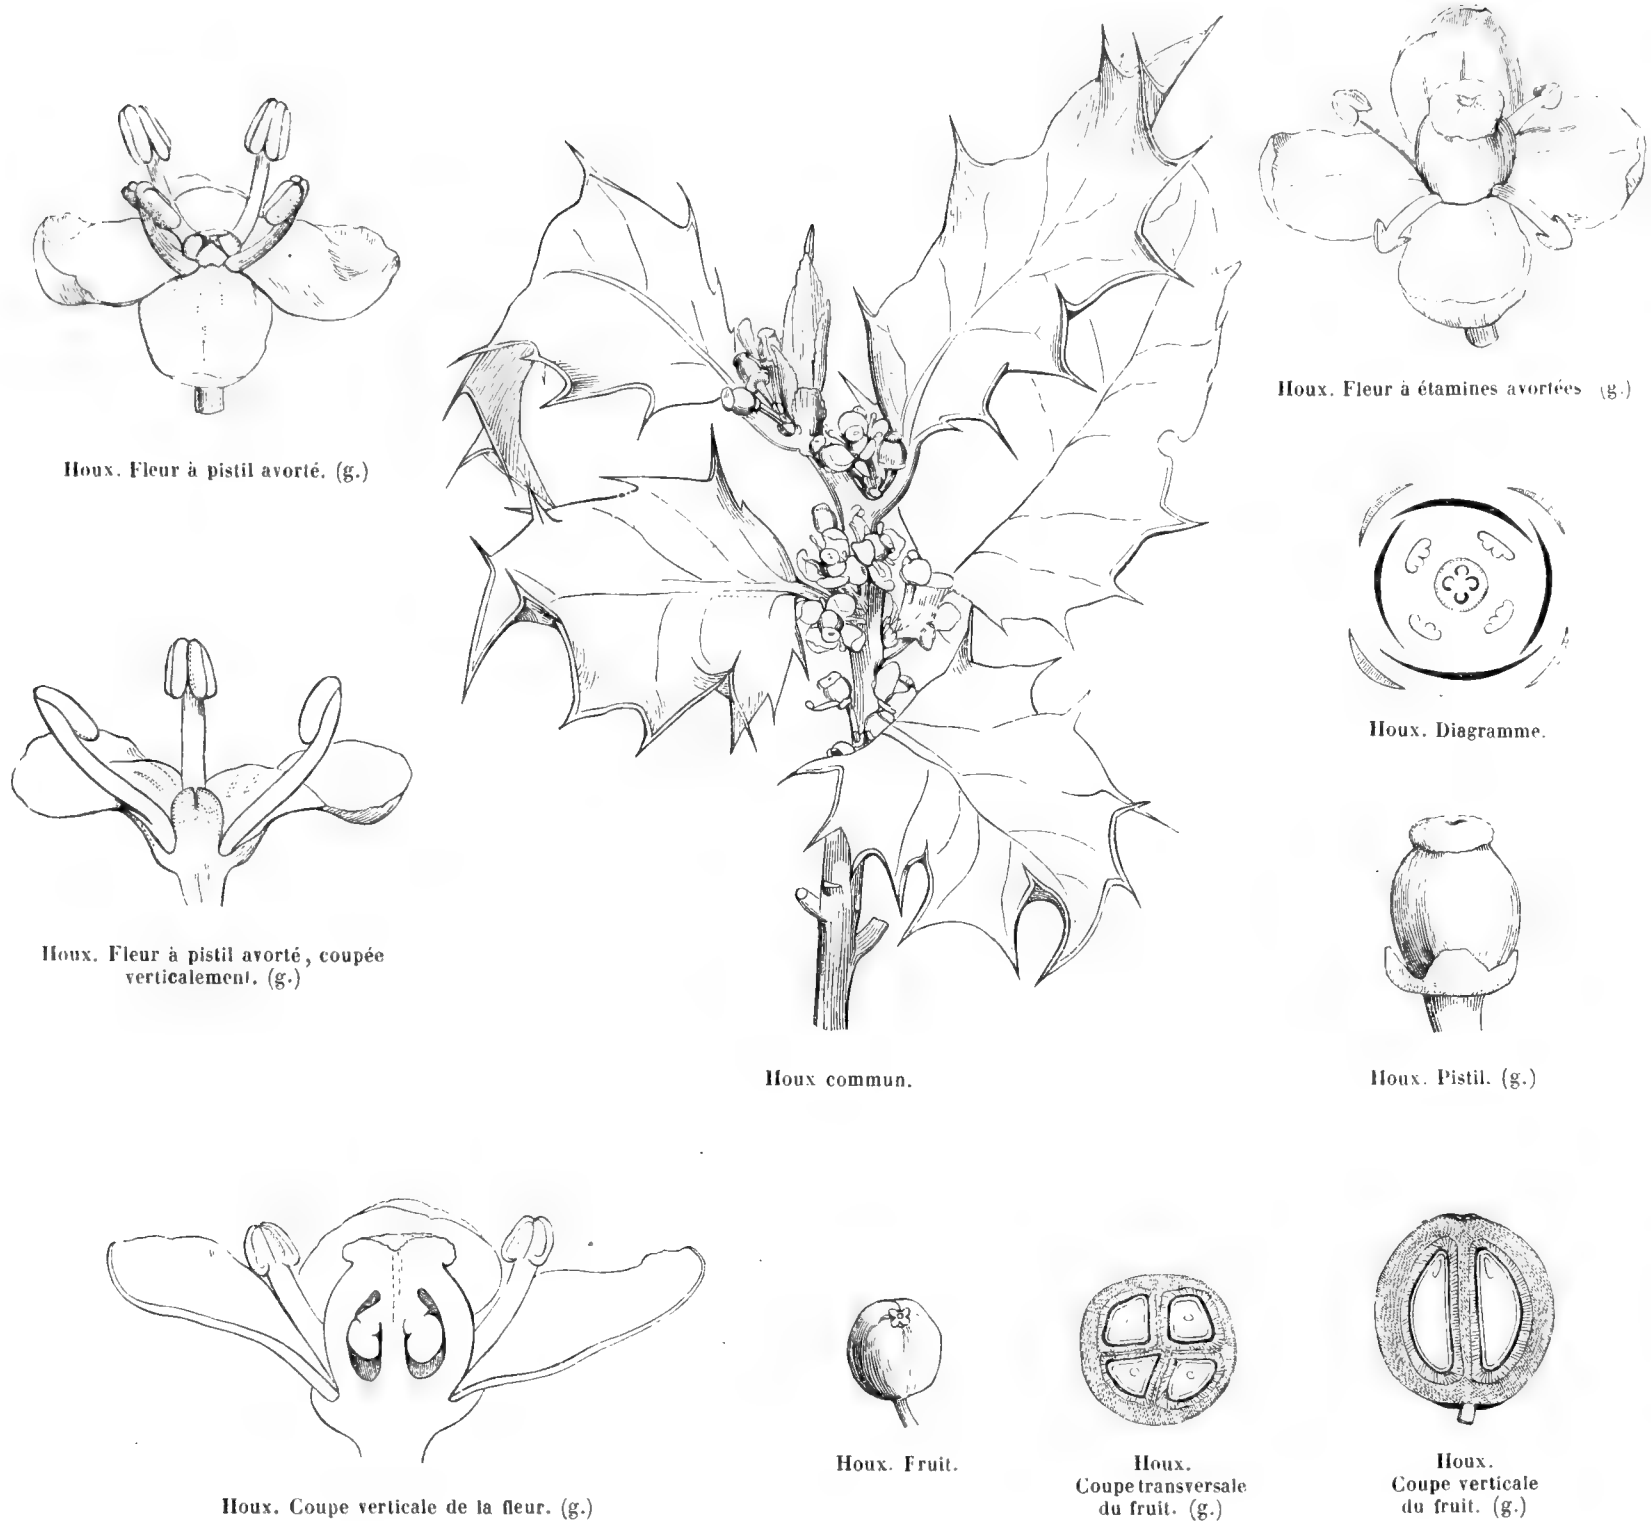 Houx. Fleur à étamines avortées (g.)
Houx. Fleur à pistil avorté. (g.)
Houx. Diagramme.
Houx. Fleur à pistil avorté, coupée
verticalement. (g.)
Houx commun.
Houx. Pistil. (g.)
Houx. Coupe verticale de la fleur. (g.)
Houx. Fruit.
Houx.
Coupe transversale
du fruit. (g.)
Houx.
Coupe verticale
du fruit. (g.)